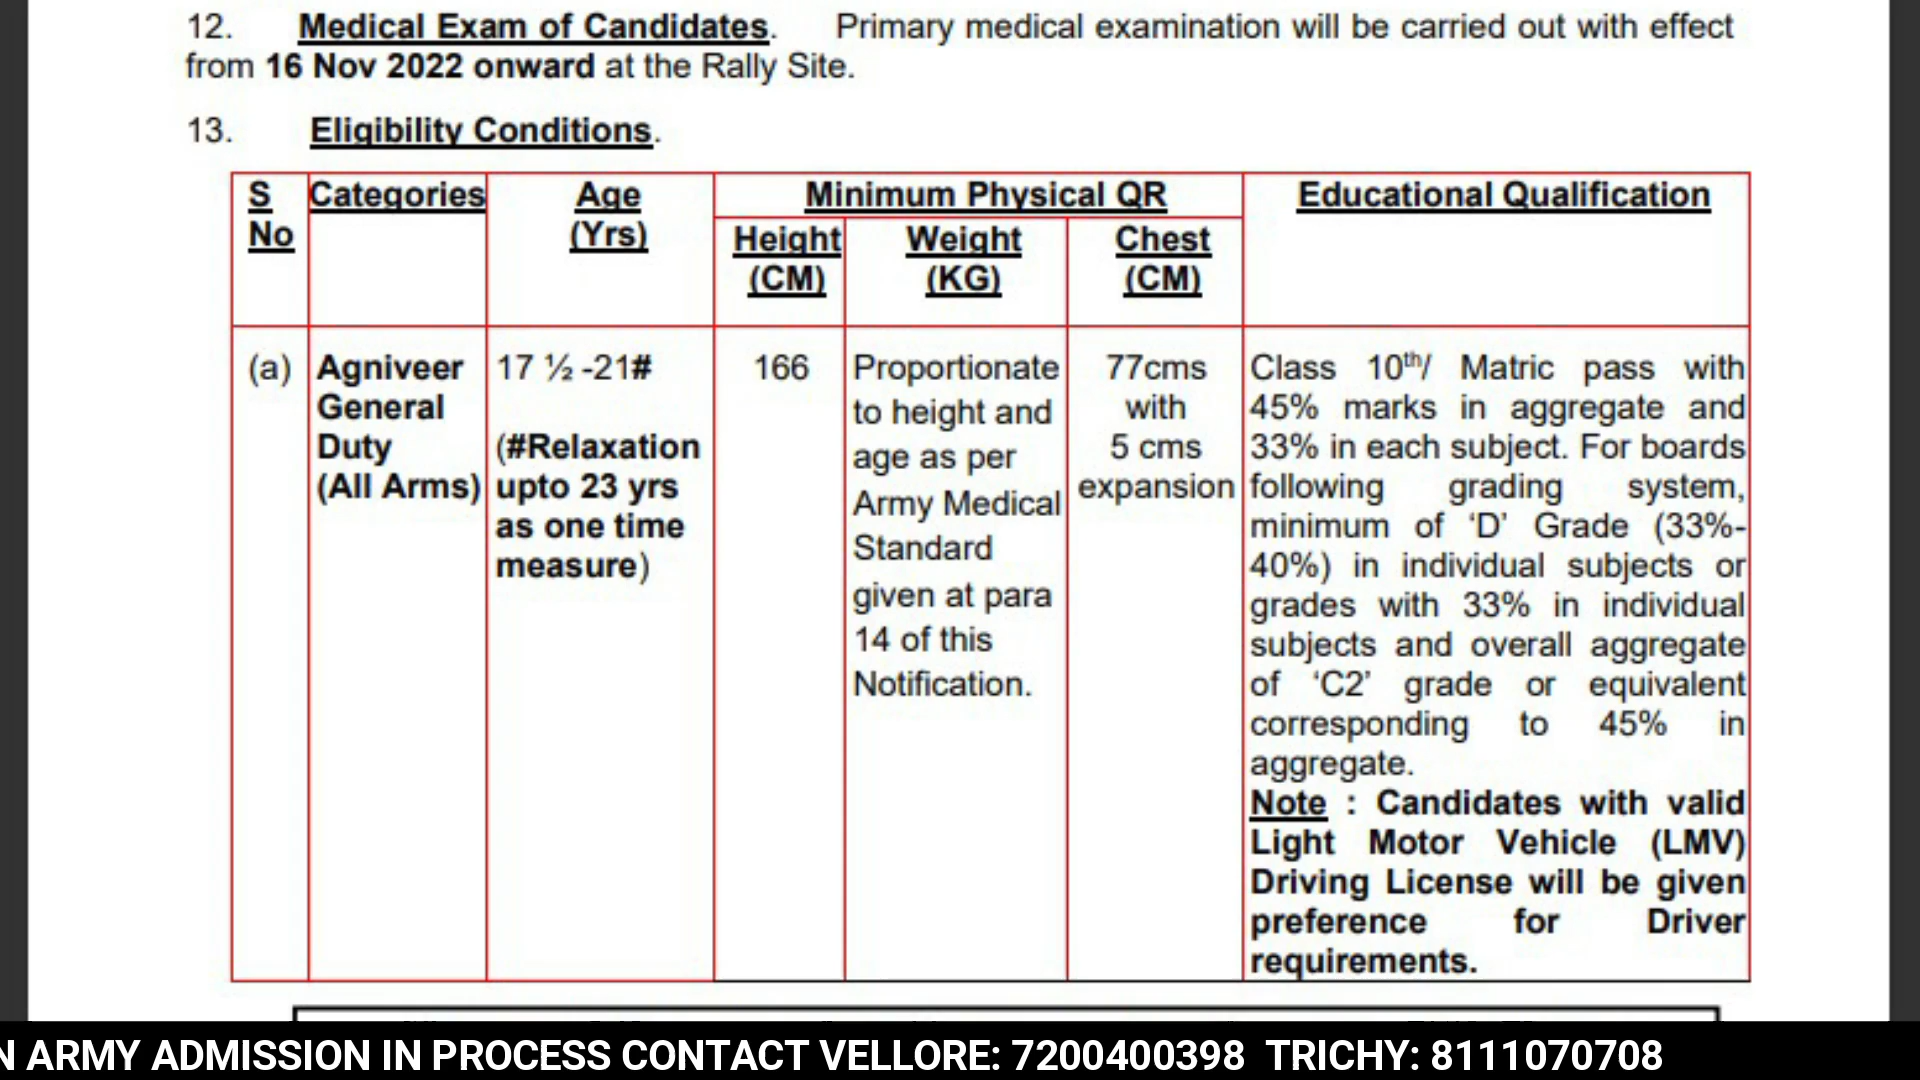 12. Medical Exam of Candidates. Primary medical examination will be carried out with effect
from 16 Nov 2022 onward at the Rally Site.
13. Eligibility Conditions.
S
No
Categories
Age
(Yrs)
Minimum Physical QR
Height
(CM)
Weight
(KG)
Chest
(CM)
Educational Qualification
(a)
Agniveer
General
Duty
(All Arms)
17 ½ -21#
(#Relaxation
upto 23 yrs
as one time
measure)
166
Proportionate
to height and
age as per
Army Medical
Standard
given at para
14 of this
Notification.
77cms
with
5 cms
expansion
Class 10th/ Matric pass with
45% marks in aggregate and
33% in each subject. For boards
following grading system,
minimum of ‘D’ Grade (33%-
40%) in individual subjects or
grades with 33% in individual
subjects and overall aggregate
of ‘C2’ grade or equivalent
corresponding to 45% in
aggregate.
Note : Candidates with valid
Light Motor Vehicle (LMV)
Driving License will be given
preference for Driver
requirements.
N ARMY ADMISSION IN PROCESS CONTACT VELLORE: 7200400398 TRICHY: 8111070708